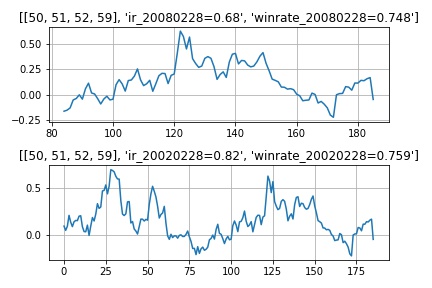 [[50, 51, 52, 59], 'ir_20080228=0.68', 'winrate_20080228=0.748']
0.50
0.25
0.00
−0.25
80 100 120 140 160 180
[[50, 51, 52, 59], 'ir_20020228=0.82', 'winrate_20020228=0.759']
0.5
0.0
0 25 50 75 100 125 150 175